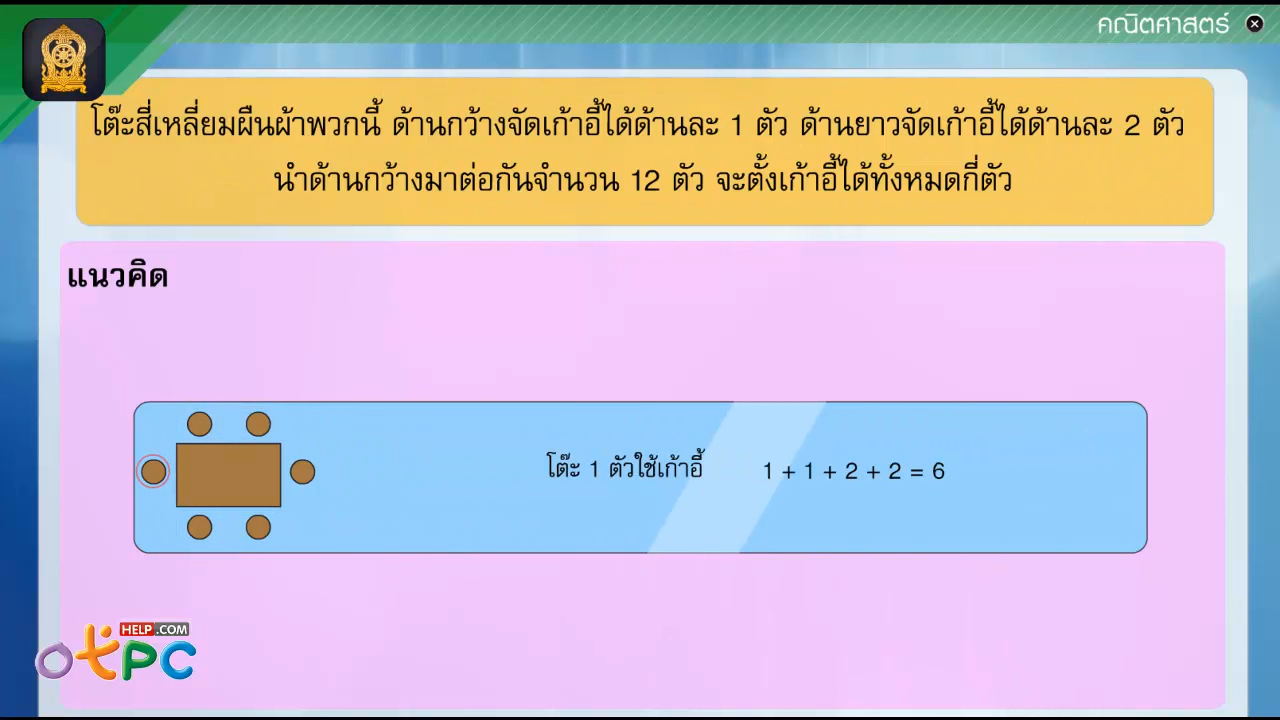 คณิตศาสตร์
โต๊ะสี่เหลี่ยมผืนผ้าพวกนี้ ด้านกว้างจัดเก้าอี้ได้ด้านละ 1 ตัว ด้านยาวจัดเก้าอี้ได้ด้านละ 2 ตัว
นำด้านกว้างมาต่อกันจำนวน 12 ตัว จะตั้งเก้าอี้ได้ทั้งหมดกี่ตัว
แนวคิด
โต๊ะ 1 ตัวใช้เก้าอี้ 1 + 1 + 2 + 2 = 6
HELP.COM
OTPC